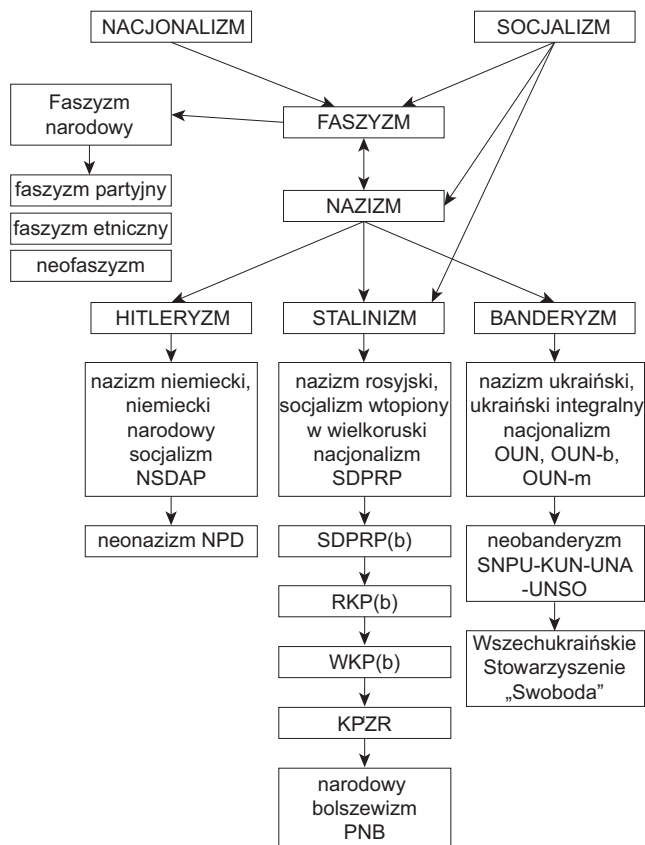 NACJONALIZM
SOCJALIZM
Faszyzm
narodowy
FASZYZM
faszyzm partyjny
faszyzm etniczny
neofaszyzm
NAZIZM
HITLERYZM
STALINIZM
BANDERYZM
nazizm niemiecki,
niemiecki
narodowy
socjalizm
NSDAP
nazizm rosyjski,
socjalizm wtopiony
w wielkoruski
nacjonalizm
SDPRP
nazizm ukraiński,
ukraiński integralny
nacjonalizm
OUN, OUN-b,
OUN-m
neonazizm NPD
SDPRP(b)
RKP(b)
WKP(b)
KPZR
narodowy
bolszewizm
PNB
neobanderyzm
SNPU-KUN-UNA
-UNSO
Wszechukraińskie
Stowarzyszenie
„Swoboda”